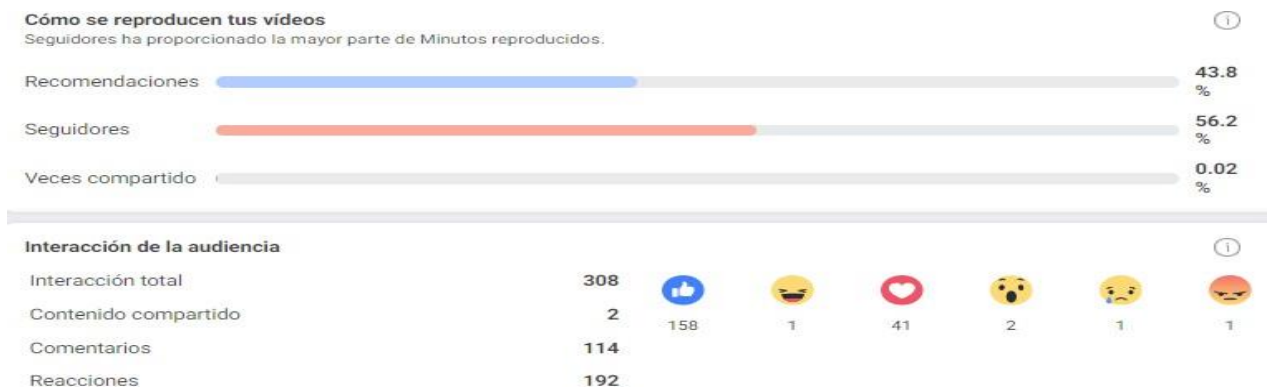 Cómo se reproducen tus vídeos
Seguidores ha proporcionado la mayor parte de Minutos reproducidos.
Recomendaciones 43.8
%
Seguidores 56.2
%
Veces compartido 0.02
%
Interacción de la audiencia
Interacción total 308
Contenido compartido 2
158 1 41 2 1 1
Comentarios 114
Reacciones 192